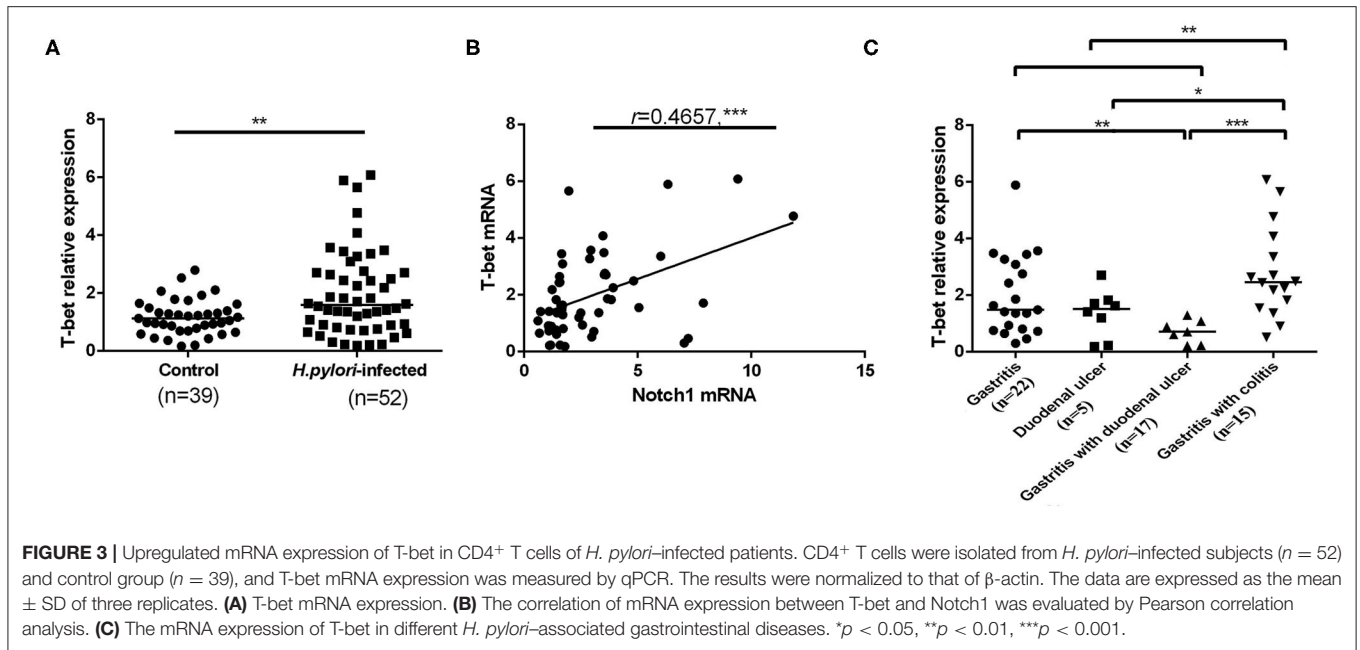 A
**
8
6
4
2
0
T-bet relative expression
Control
(n=39)
H.pylori-infected
(n=52)
B
r=0.4657,***
8
6
4
2
0
T-bet mRNA
0
5
10
15
Notch1 mRNA
C
**
*
**
***
8
6
4
2
0
T-bet relative expression
Gastritis
(n=22)
Duodenal ulcer
(n=5)
Gastritis with duodenal ulcer
(n=17)
Gastritis with colitis
(n=15)
FIGURE 3 | Upregulated mRNA expression of T-bet in CD4+ T cells of H. pylori–infected patients. CD4+ T cells were isolated from H. pylori–infected subjects (n = 52)
and control group (n = 39), and T-bet mRNA expression was measured by qPCR. The results were normalized to that of β-actin. The data are expressed as the mean
± SD of three replicates. (A) T-bet mRNA expression. (B) The correlation of mRNA expression between T-bet and Notch1 was evaluated by Pearson correlation
analysis. (C) The mRNA expression of T-bet in different H. pylori–associated gastrointestinal diseases. *p < 0.05, **p < 0.01, ***p < 0.001.